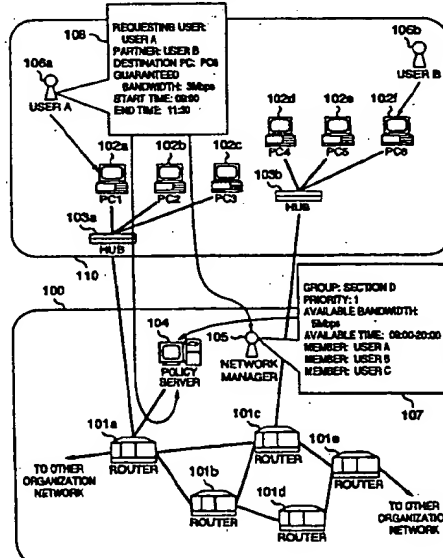 108
REQUESTING USER:
USER A
PARTNER: USER B
DESTINATION PC: PC6
GUARANTEED
BANDWIDTH: 3Mbps
START TIME: 09:00
END TIME: 11:30
106a
USER A
106b
USER B
102a
102b
102c
PC1
PC2
PC3
102d
102e
102f
PC4
PC5
PC6
103a
HUB
103b
HUB
110
100
104
POLICY
SERVER
105
NETWORK
MANAGER
GROUP: SECTION D
PRIORITY: 1
AVAILABLE BANDWIDTH:
5Mbps
AVAILABLE TIME: 09:00-20:00
MEMBER: USER A
MEMBER: USER B
MEMBER: USER C
107
101a
ROUTER
101b
ROUTER
101c
ROUTER
101d
ROUTER
101e
ROUTER
TO OTHER
ORGANIZATION
NETWORK
TO OTHER
ORGANIZATION
NETWORK